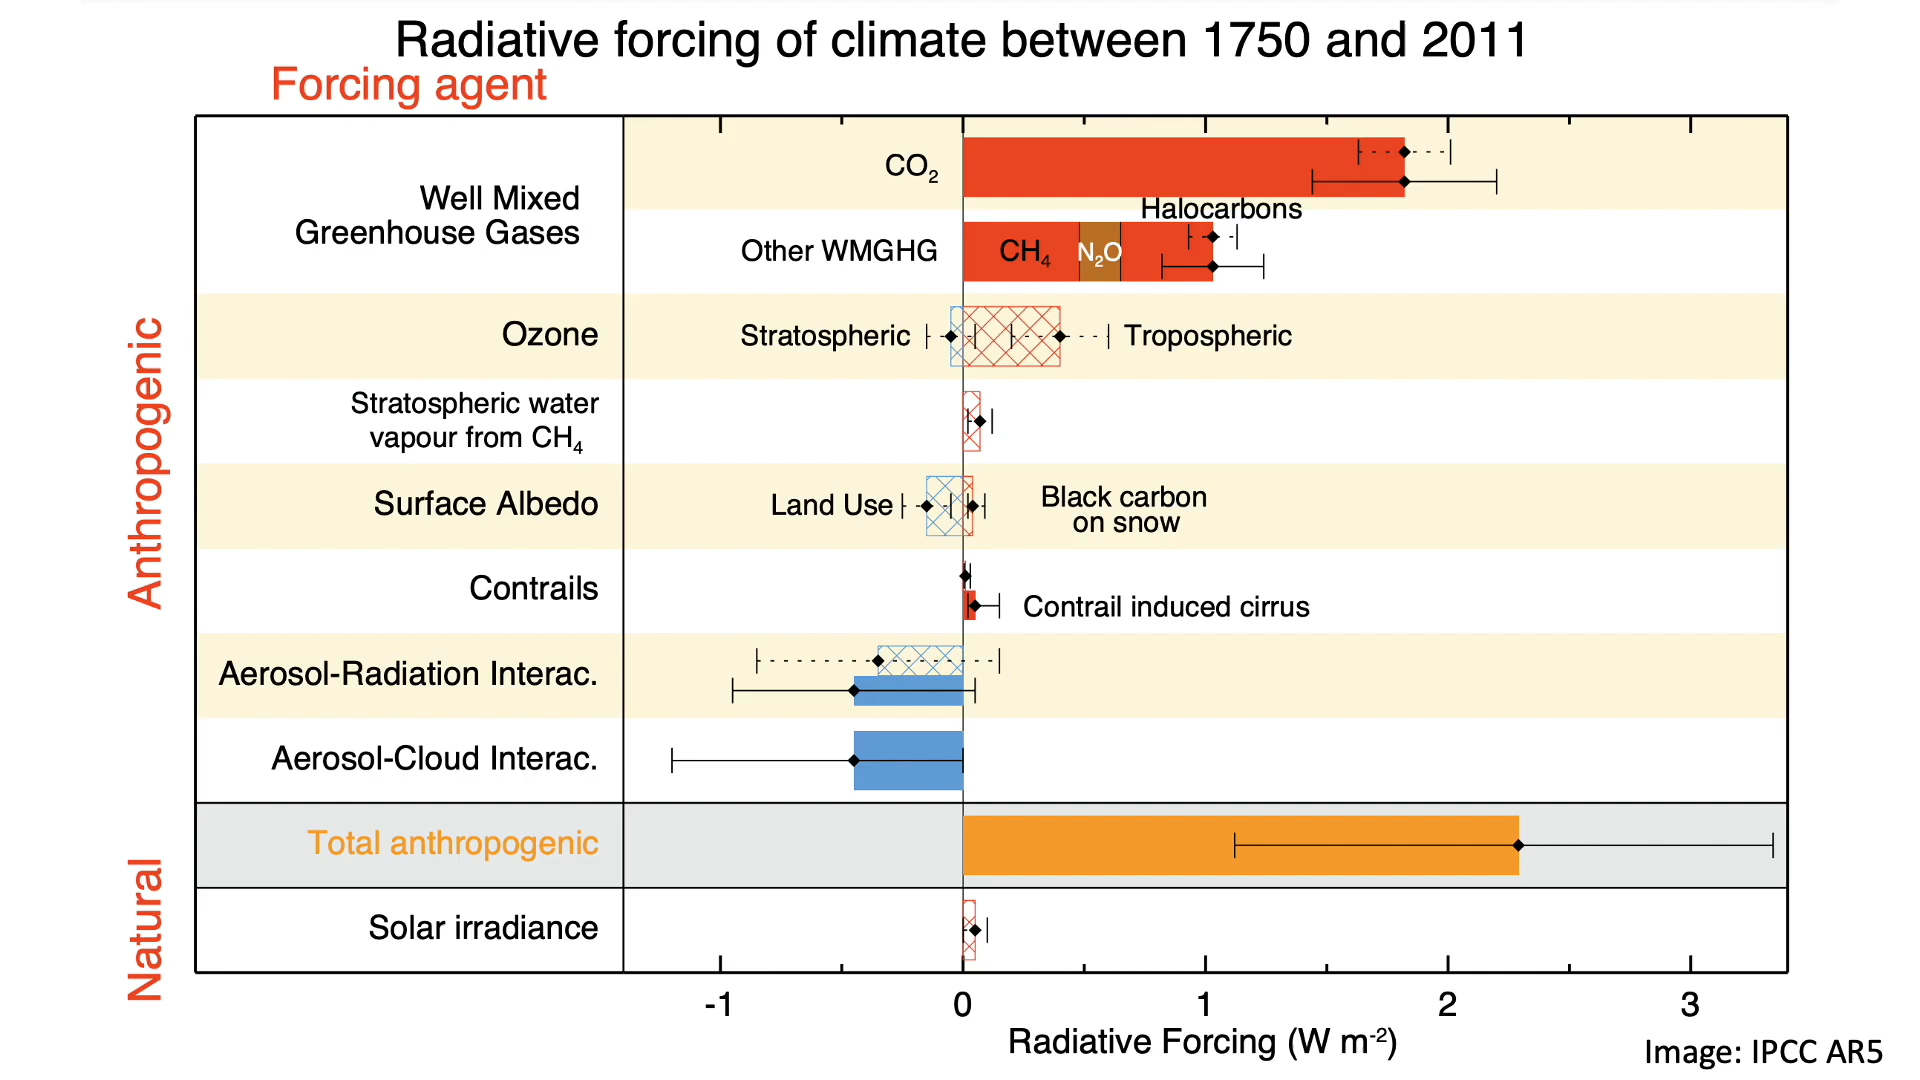 Radiative forcing of climate between 1750 and 2011
Forcing agent
Anthropogenic
Natural
Well Mixed
Greenhouse Gases
CO₂
Halocarbons
Other WMGHG
CH₄
N₂O
Ozone
Stratospheric
Tropospheric
Stratospheric water
vapour from CH₄
Surface Albedo
Land Use
Black carbon
on snow
Contrails
Contrail induced cirrus
Aerosol-Radiation Interac.
Aerosol-Cloud Interac.
Total anthropogenic
Solar irradiance
-1 0 1 2 3
Radiative Forcing (W m⁻²)
Image: IPCC AR5